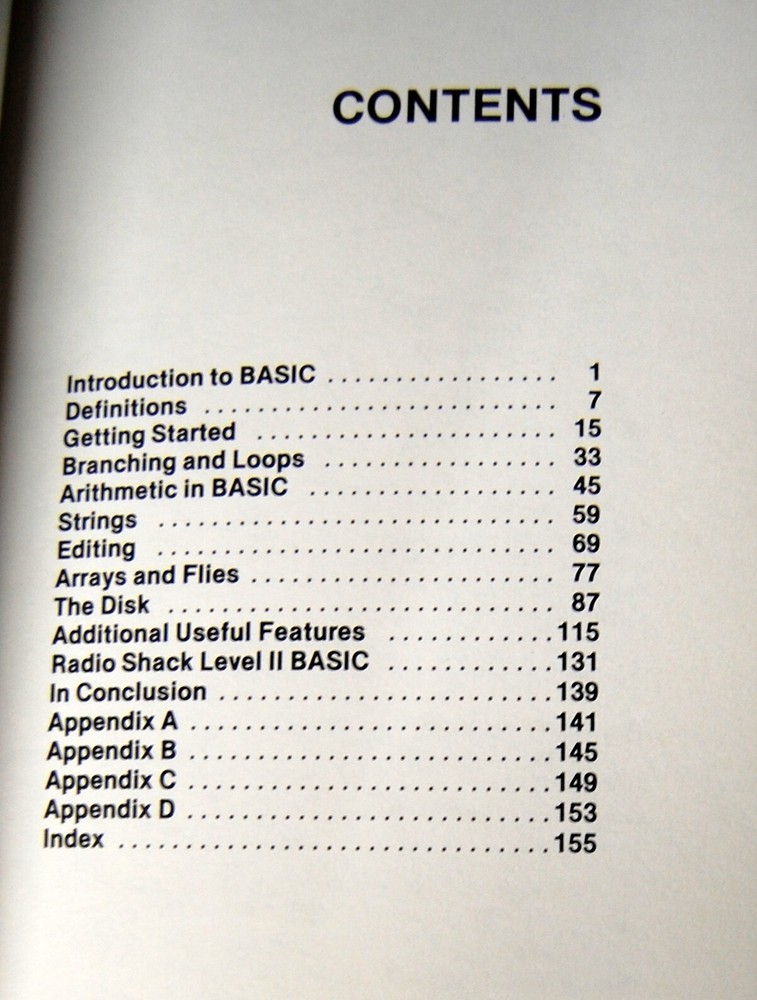 CONTENTS
Introduction to BASIC ................. 1
Definitions .......................... 7
Getting Started ...................... 15
Branching and Loops ................. 33
Arithmetic in BASIC .................. 45
Strings .............................. 59
Editing .............................. 69
Arrays and Flies ....................... 77
The Disk ............................. 87
Additional Useful Features ............ 115
Radio Shack Level II BASIC ............ 131
In Conclusion ......................... 139
Appendix A ........................... 141
Appendix B ........................... 145
Appendix C ........................... 149
Appendix D ........................... 153
Index ................................ 155